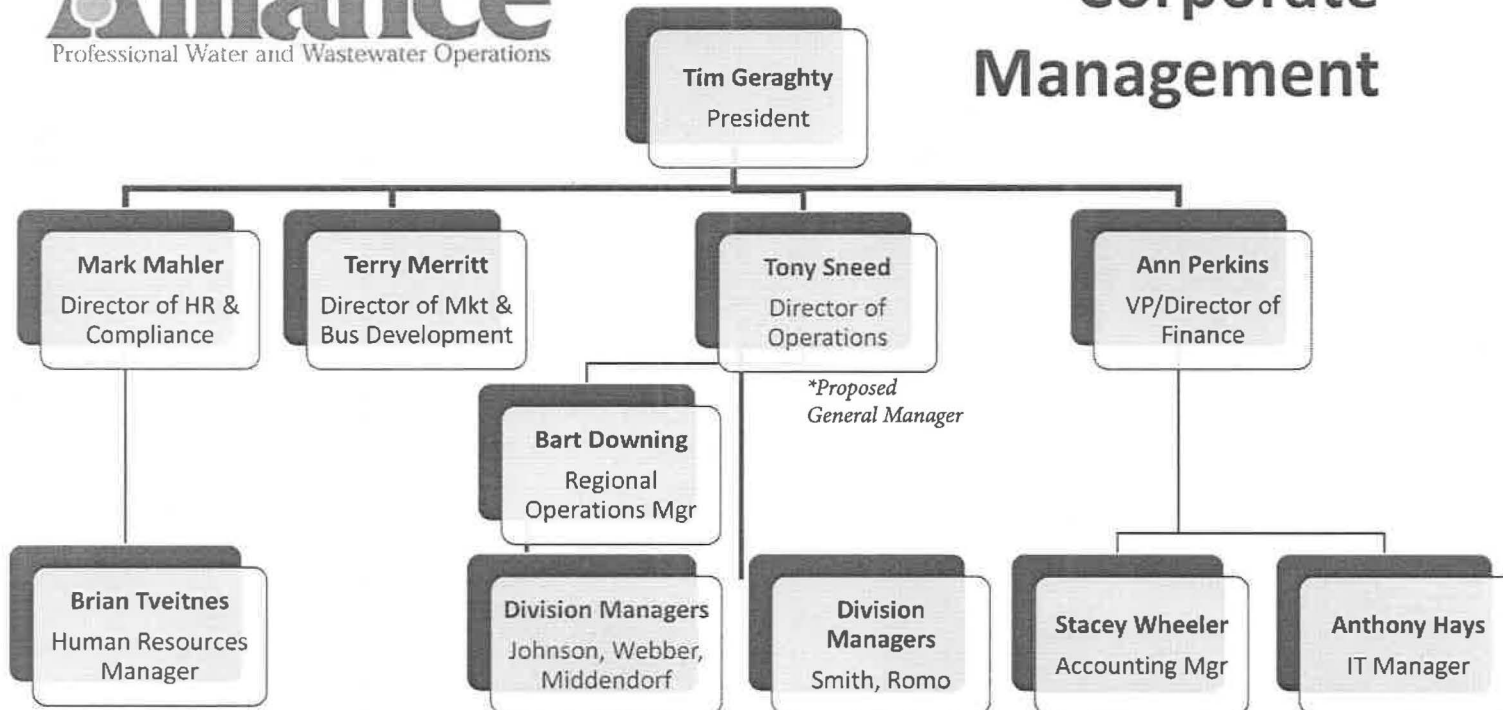 Alliance
Professional Water and Wastewater Operations
Corporate
Management
Tim Geraghty
President
Mark Mahler
Director of HR &
Compliance
Terry Merritt
Director of Mkt &
Bus Development
Tony Sneed
Director of
Operations
*Proposed
General Manager
Ann Perkins
VP/Director of
Finance
Bart Downing
Regional
Operations Mgr
Brian Tveitnes
Human Resources
Manager
Division Managers
Johnson, Webber,
Middendorf
Division
Managers
Smith, Romo
Stacey Wheeler
Accounting Mgr
Anthony Hays
IT Manager